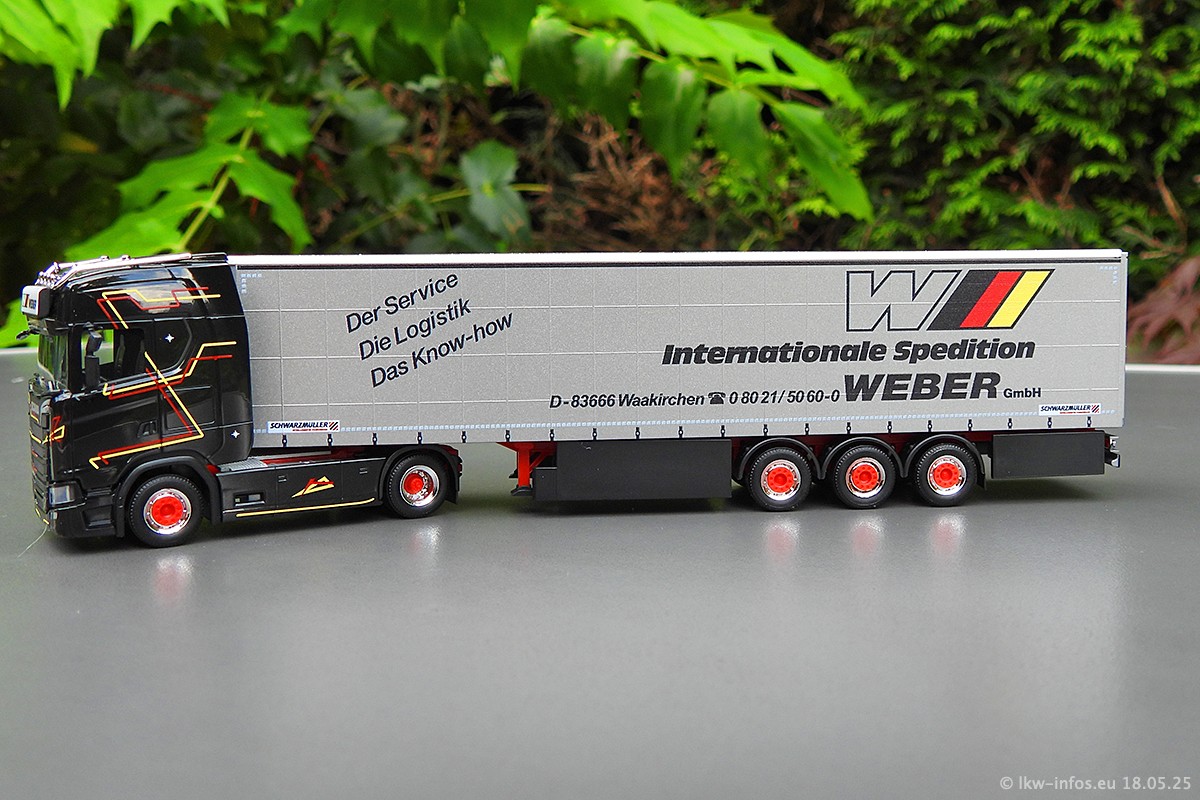 Der Service
Die Logistik
Das Know-how
W
Internationale Spedition
D-83666 Waakirchen ☎ 0 80 21/50 60-0 WEBER GmbH
SCHWARZMÜLLER
SCHWARZMÜLLER
© lkw-infos.eu 18.05.25